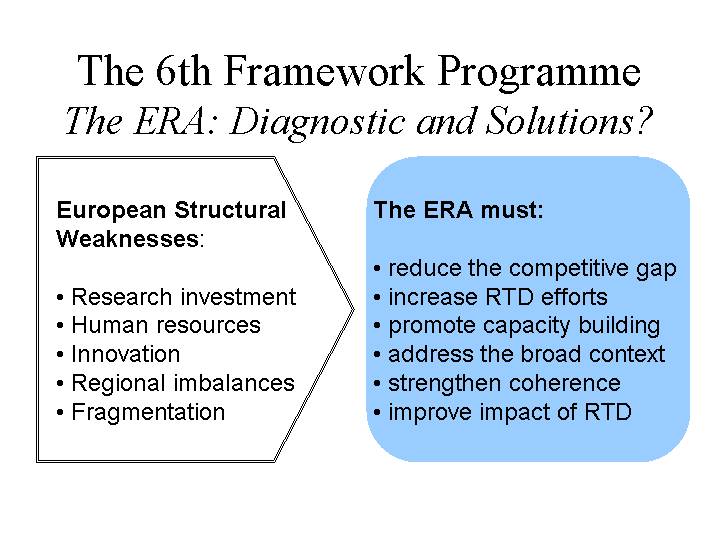 The 6th Framework Programme
The ERA: Diagnostic and Solutions?
European Structural
Weaknesses:
• Research investment
• Human resources
• Innovation
• Regional imbalances
• Fragmentation
The ERA must:
• reduce the competitive gap
• increase RTD efforts
• promote capacity building
• address the broad context
• strengthen coherence
• improve impact of RTD